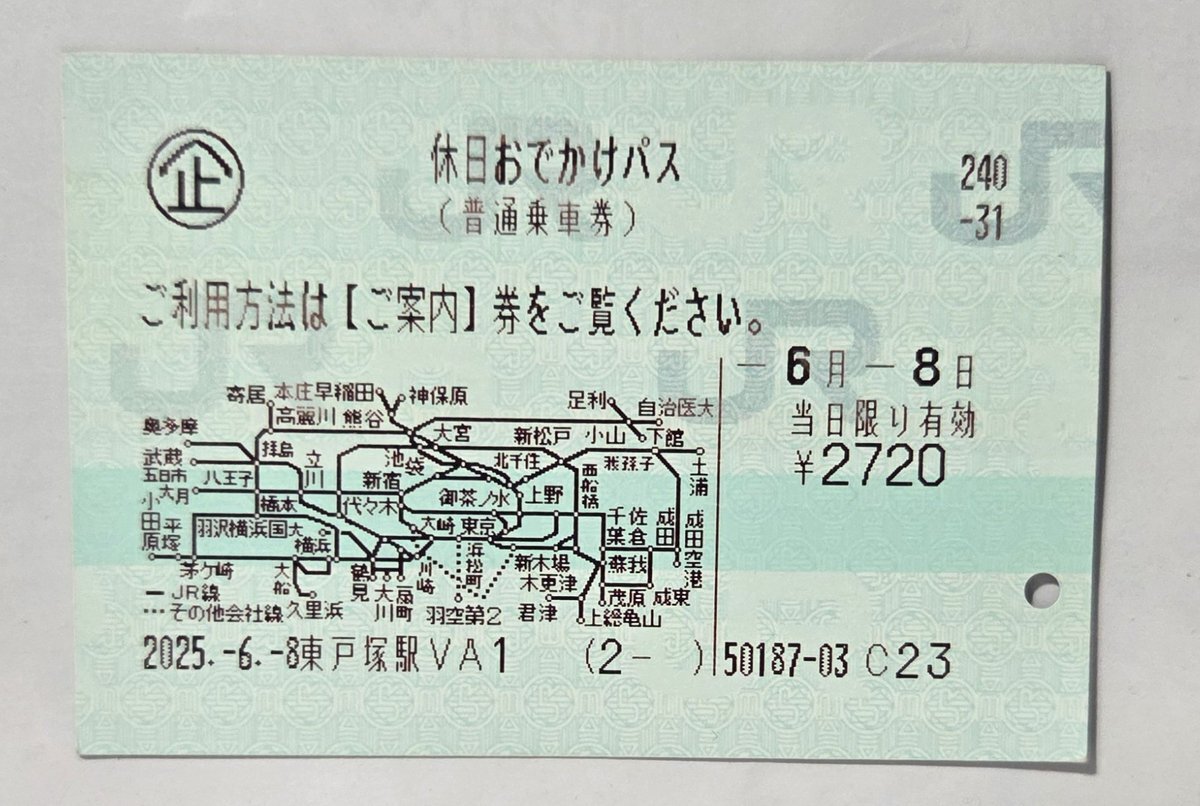 企
休日おでかけパス
(普通乗車券)
240
-31
ご利用方法は【ご案内】券をご覧ください。
-6月-8日
当日限り有効
¥2720
寄居 本庄早稲田 神保原 足利 自治医大
高麗川 熊谷
奥多摩 大宮 新松戸 小山 下館
拝島 立川 池袋 北千住 我孫子
武蔵五日市 八王子 新宿 西船橋 土浦
大月 橋本 代々木 御茶ノ水 上野
小田原 平塚 羽沢横浜国大 大崎 東京 千葉 佐倉 成田 成田空港
横浜 川崎 浜松町 新木場 蘇我
茅ケ崎 大船 鶴見 大川 扇町 木更津
━ JR線 茂原 成東
… その他会社線 久里浜 羽空第2 君津 上総亀山
2025.-6.-8東戸塚駅VA1 (2- ) 50187-03 C23